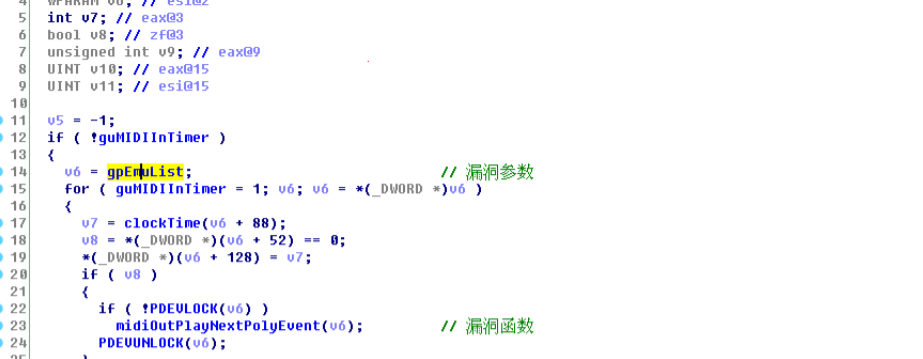 4 WPARAM v6; // esi@2
5 int v7; // eax@3
6 bool v8; // zf@3
7 unsigned int v9; // eax@9
8 UINT v10; // eax@15
9 UINT v11; // esi@15
10
11 v5 = -1;
12 if ( !guMIDIInTimer )
13 {
14 v6 = gpEmuList; // 漏洞参数
15 for ( guMIDIInTimer = 1; v6; v6 = *(_DWORD *)v6 )
16 {
17 v7 = clockTime(v6 + 88);
18 v8 = *(_DWORD *)(v6 + 52) == 0;
19 *(_DWORD *)(v6 + 128) = v7;
20 if ( v8 )
21 {
22 if ( !PDEVLOCK(v6) )
23 midiOutPlayNextPolyEvent(v6); // 漏洞函数
24 PDEVUNLOCK(v6);
25 }